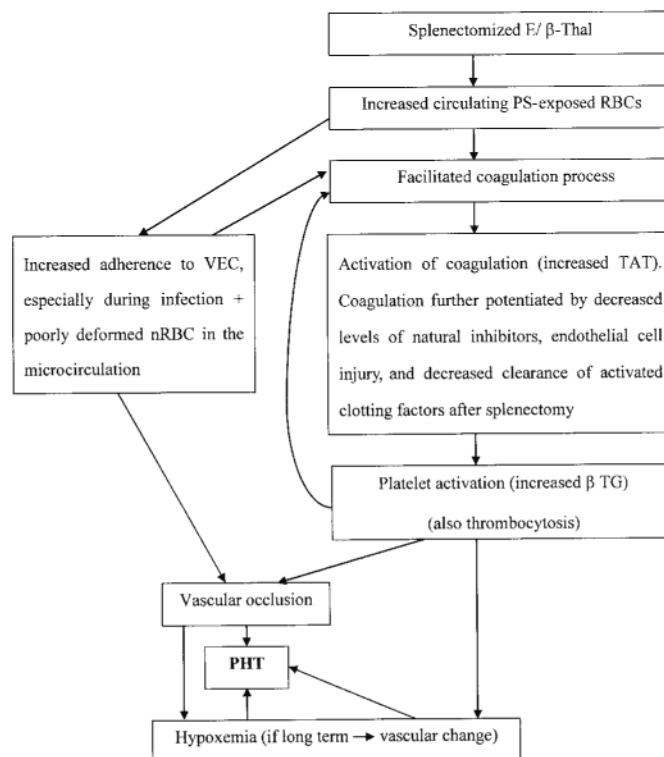 Splenectomized E/ β-Thal
Increased circulating PS-exposed RBCs
Facilitated coagulation process
Increased adherence to VEC,
especially during infection +
poorly deformed nRBC in the
microcirculation
Activation of coagulation (increased TAT).
Coagulation further potentiated by decreased
levels of natural inhibitors, endothelial cell
injury, and decreased clearance of activated
clotting factors after splenectomy
Platelet activation (increased β TG)
(also thrombocytosis)
Vascular occlusion
PHT
Hypoxemia (if long term → vascular change)